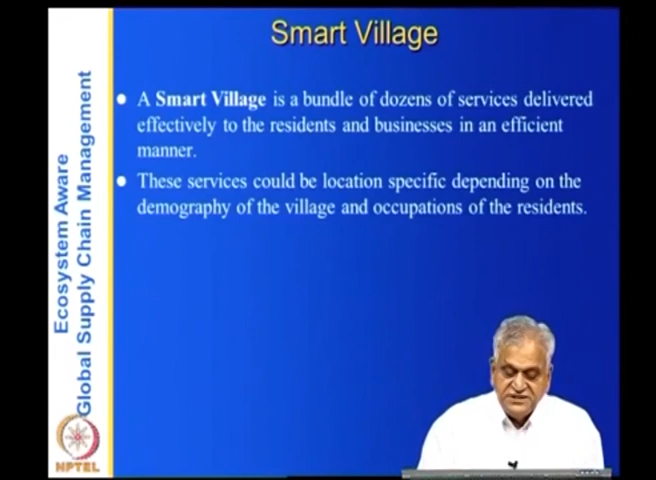 Smart Village
A Smart Village is a bundle of dozens of services delivered
effectively to the residents and businesses in an efficient
manner.
These services could be location specific depending on the
demography of the village and occupations of the residents.
Ecosystem Aware
Global Supply Chain Management
NPTEL